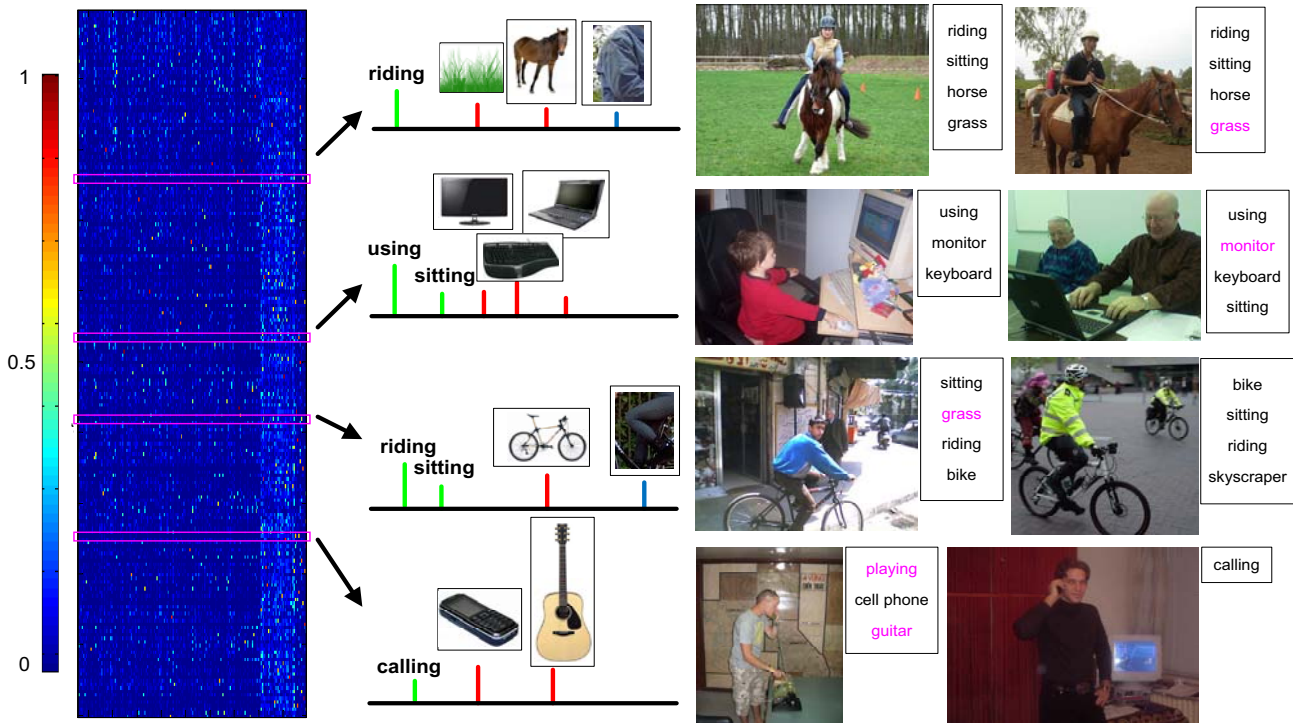 1
0.5
0
riding
using
sitting
riding
sitting
calling
riding
sitting
horse
grass
riding
sitting
horse
grass
using
monitor
keyboard
using
monitor
keyboard
sitting
sitting
grass
riding
bike
bike
sitting
riding
skyscraper
playing
cell phone
guitar
calling